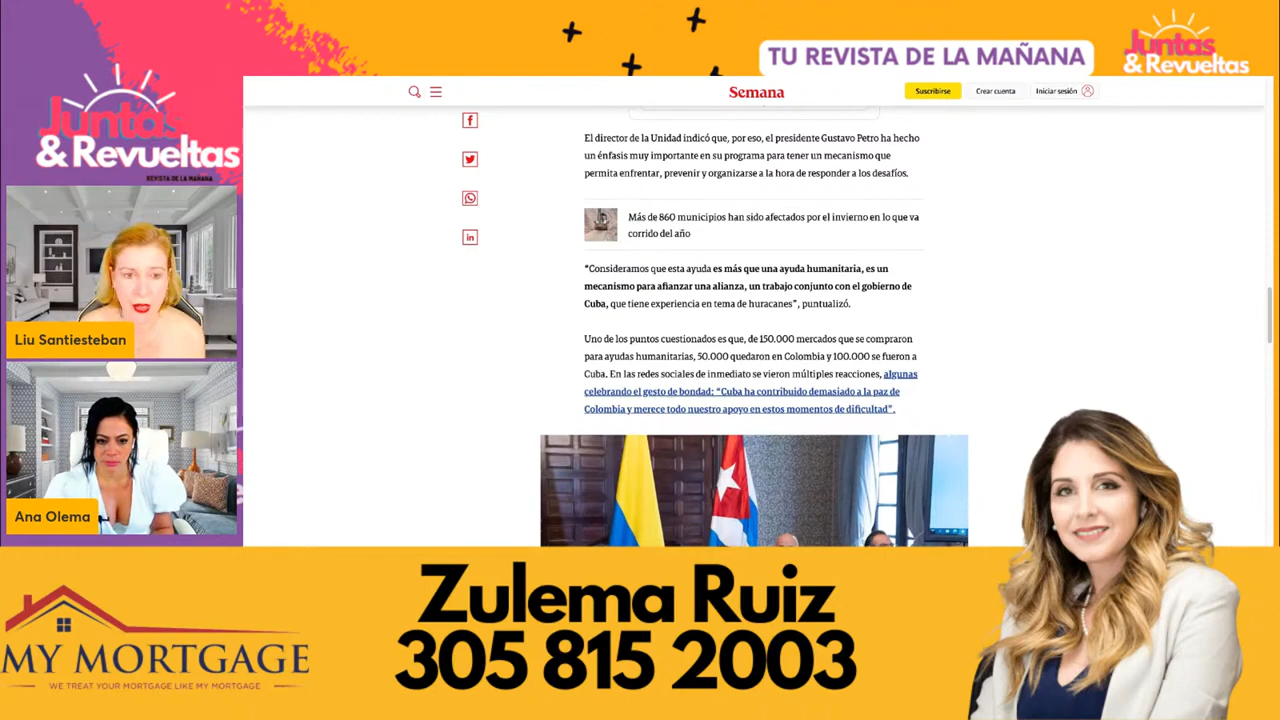 TU REVISTA DE LA MAÑANA
Juntas
& Revueltas
Juntas
& Revueltas
REVISTA DE LA MAÑANA
Semana
Suscribirse
Crear cuenta
Iniciar sesión
El director de la Unidad indicó que, por eso, el presidente Gustavo Petro ha hecho
un énfasis muy importante en su programa para tener un mecanismo que
permita enfrentar, prevenir y organizarse a la hora de responder a los desafíos.
Más de 860 municipios han sido afectados por el invierno en lo que va
corrido del año
“Consideramos que esta ayuda es más que una ayuda humanitaria, es un
mecanismo para afianzar una alianza, un trabajo conjunto con el gobierno de
Cuba, que tiene experiencia en tema de huracanes”, puntualizó.
Uno de los puntos cuestionados es que, de 150.000 mercados que se compraron
para ayudas humanitarias, 50.000 quedaron en Colombia y 100.000 se fueron a
Cuba. En las redes sociales de inmediato se vieron múltiples reacciones, algunas
celebrando el gesto de bondad: “Cuba ha contribuido demasiado a la paz de
Colombia y merece todo nuestro apoyo en estos momentos de dificultad”.
Liu Santiesteban
Ana Olema
MY MORTGAGE
WE TREAT YOUR MORTGAGE LIKE MY MORTGAGE
Zulema Ruiz
305 815 2003